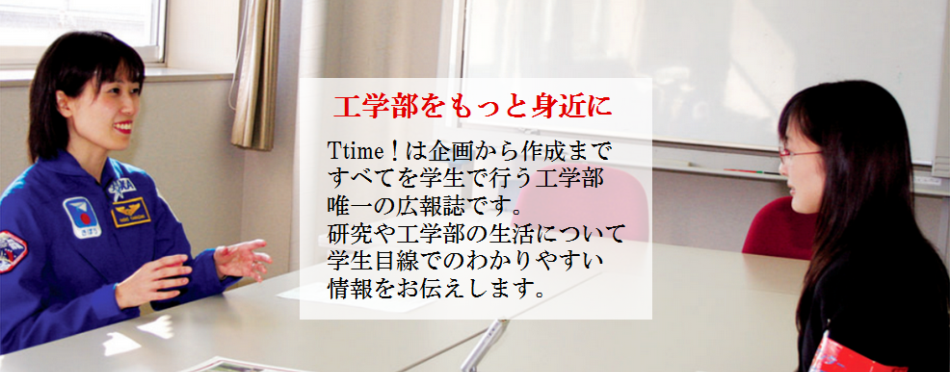 工学部をもっと身近に
Ttime！は企画から作成まで
すべてを学生で行う工学部
唯一の広報誌です。
研究や工学部の生活について
学生目線でのわかりやすい
情報をお伝えします。